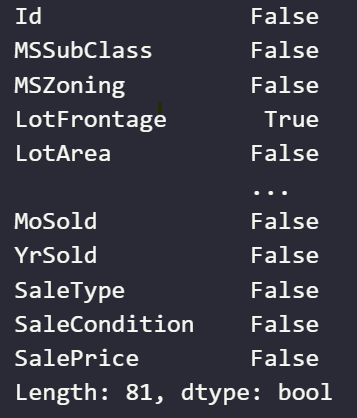 Id False
MSSubClass False
MSZoning False
LotFrontage True
LotArea False
...
MoSold False
YrSold False
SaleType False
SaleCondition False
SalePrice False
Length: 81, dtype: bool